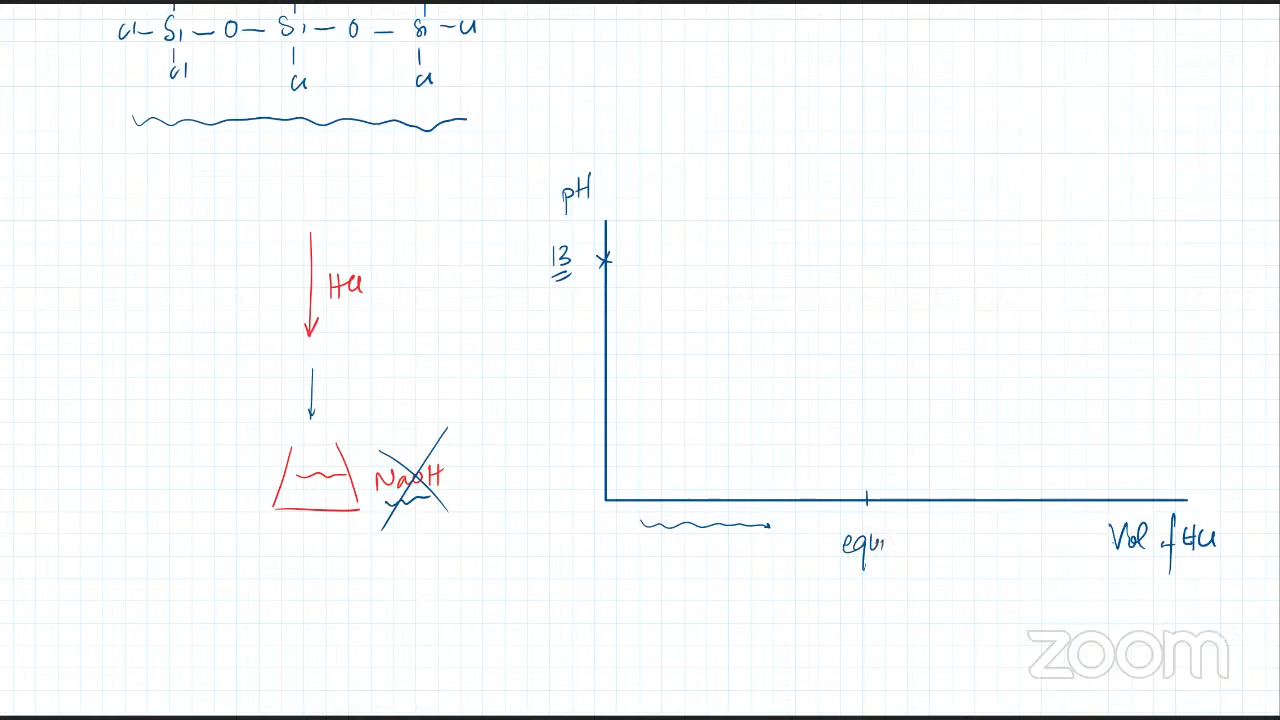 Cl-Si-O-Si-O-Si-Cl
Cl Cl Cl
pH
13
HCl
NaOH
equi
Vol of HCl
zoom